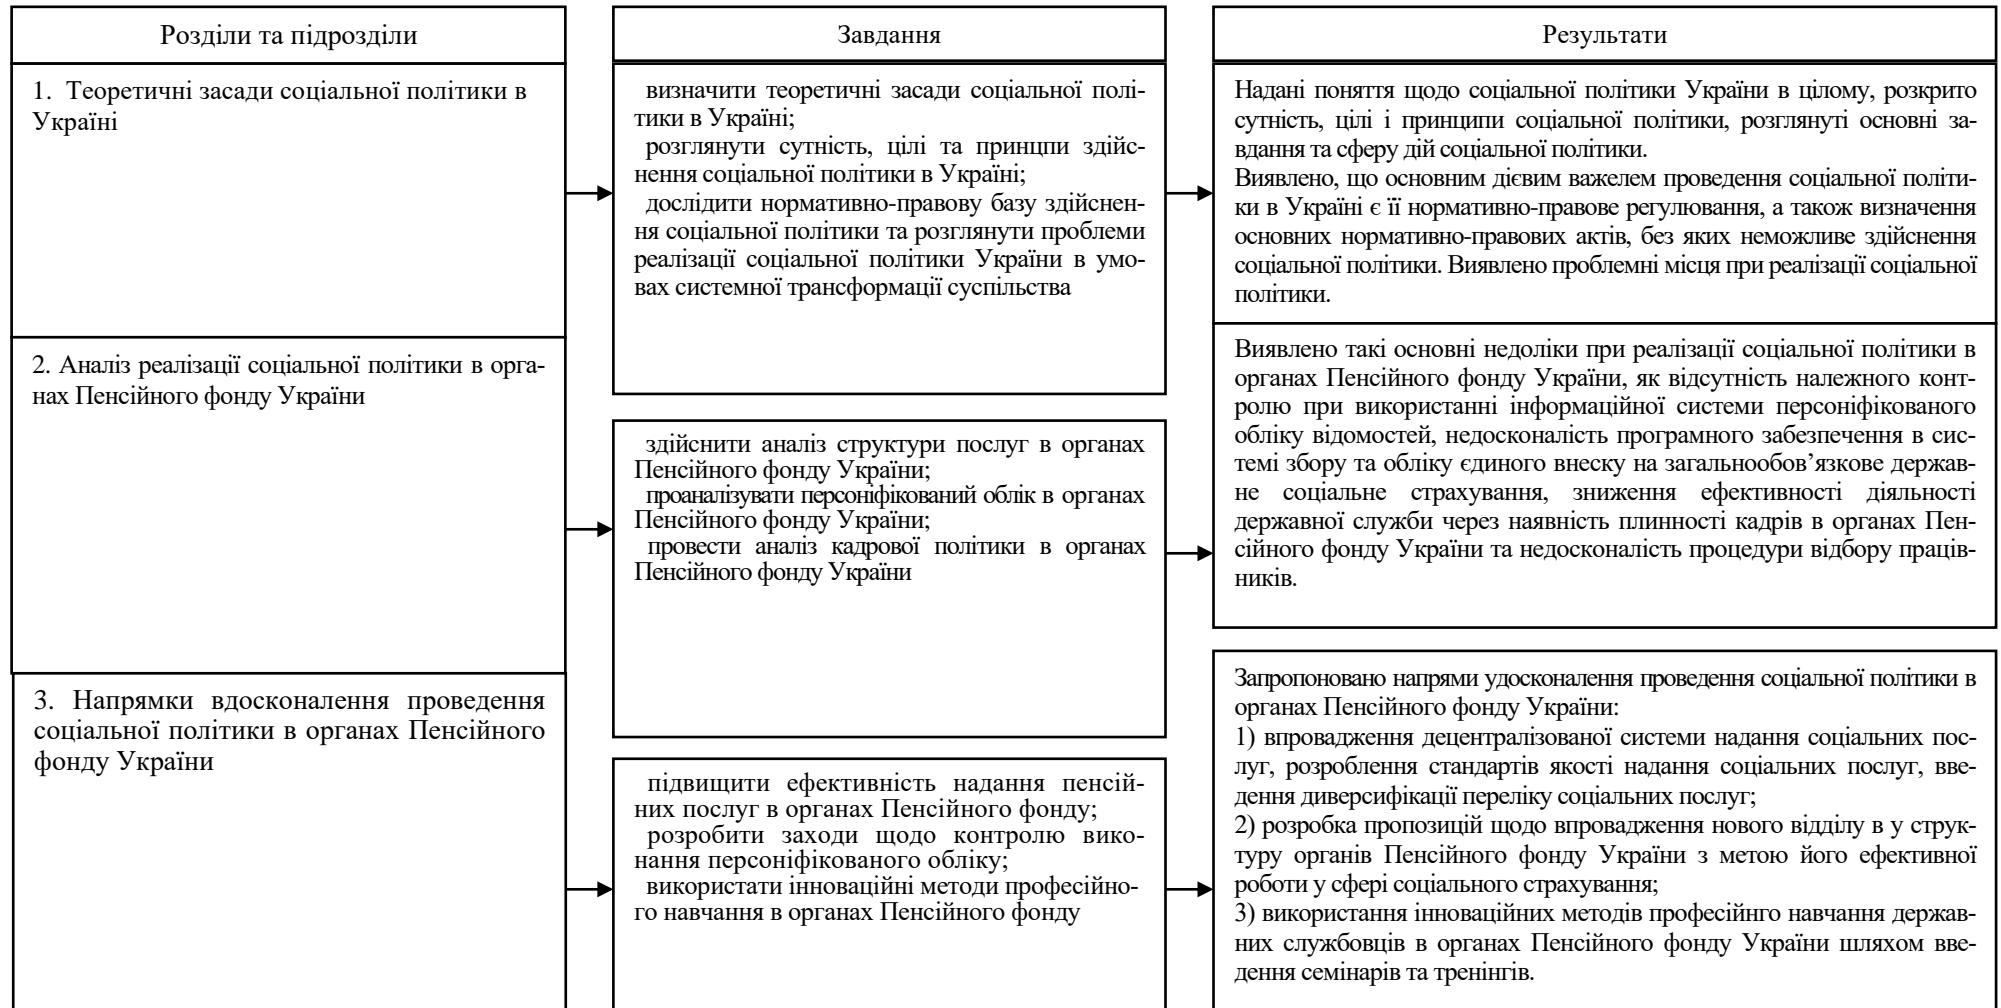 Розділи та підрозділи
Завдання
Результати
1. Теоретичні засади соціальної політики в
Україні
визначити теоретичні засади соціальної полі-
тики в Україні;
розглянути сутність, цілі та принцпи здійс-
нення соціальної політики в Україні;
дослідити нормативно-правову базу здійснен-
ня соціальної політики та розглянути проблеми
реалізації соціальної політики України в умо-
вах системної трансформації суспільства
Надані поняття щодо соціальної політики України в цілому, розкрито
сутність, цілі і принципи соціальної політики, розглянуті основні за-
вдання та сферу дій соціальної політики.
Виявлено, що основним дієвим важелем проведення соціальної політи-
ки в Україні є її нормативно-правове регулювання, а також визначення
основних нормативно-правових актів, без яких неможливе здійснення
соціальної політики. Виявлено проблемні місця при реалізації соціальної
політики.
2. Аналіз реалізації соціальної політики в орга-
нах Пенсійного фонду України
здійснити аналіз структури послуг в органах
Пенсійного фонду України;
проаналізувати персоніфікований облік в органах
Пенсійного фонду України;
провести аналіз кадрової політики в органах
Пенсійного фонду України
Виявлено такі основні недоліки при реалізації соціальної політики в
органах Пенсійного фонду України, як відсутність належного конт-
ролю при використанні інформаційної системи персоніфікованого
обліку відомостей, недосконалість програмного забезпечення в сис-
темі збору та обліку єдиного внеску на загальнообов’язкове держав-
не соціальне страхування, зниження ефективності діяльності
державної служби через наявність плинності кадрів в органах Пен-
сійного фонду України та недосконалість процедури відбору праців-
ників.
3. Напрямки вдосконалення проведення
соціальної політики в органах Пенсійного
фонду України
підвищити ефективність надання пенсій-
них послуг в органах Пенсійного фонду;
розробити заходи щодо контролю вико-
нання персоніфікованого обліку;
використати інноваційні методи професійно-
го навчання в органах Пенсійного фонду
Запропоновано напрями удосконалення проведення соціальної політики в
органах Пенсійного фонду України:
1) впровадження децентралізованої системи надання соціальних пос-
луг, розроблення стандартів якості надання соціальних послуг, вве-
дення диверсифікації переліку соціальних послуг;
2) розробка пропозицій щодо впровадження нового відділу в у струк-
туру органів Пенсійного фонду України з метою його ефективної
роботи у сфері соціального страхування;
3) використання інноваційних методів професійнго навчання держав-
них службовців в органах Пенсійного фонду України шляхом вве-
дення семінарів та тренінгів.